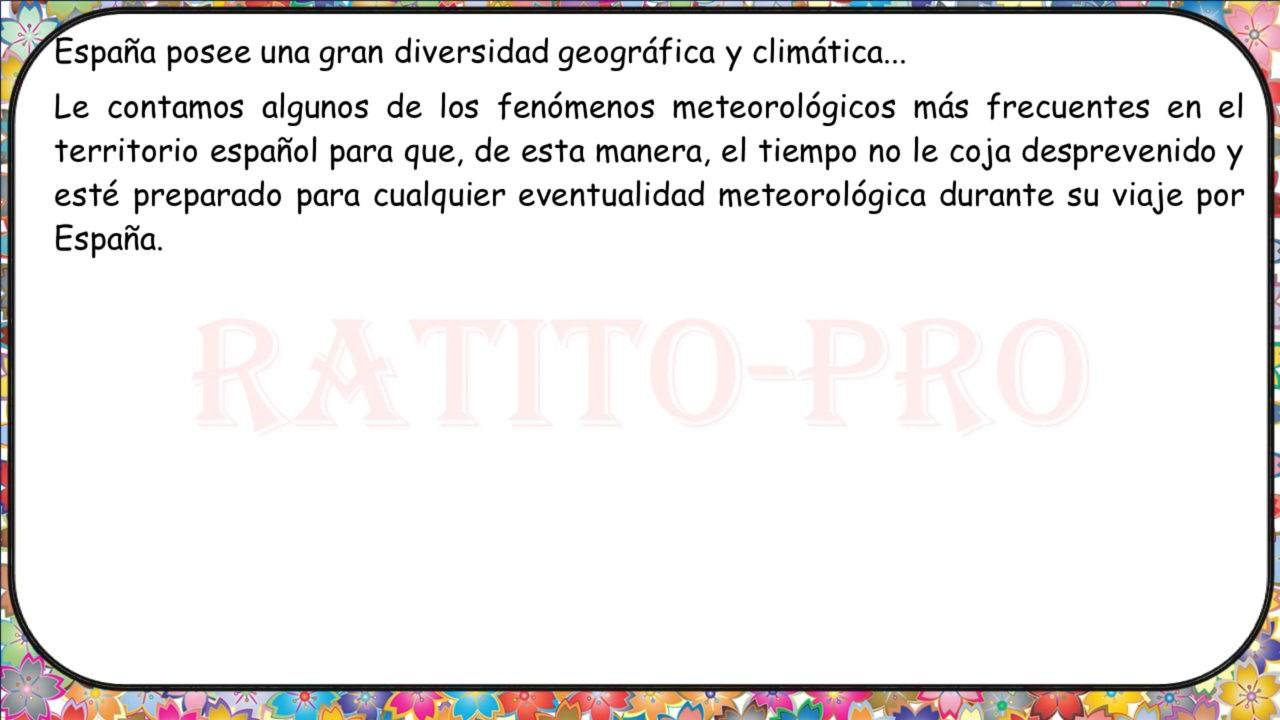 España posee una gran diversidad geográfica y climática...
Le contamos algunos de los fenómenos meteorológicos más frecuentes en el
territorio español para que, de esta manera, el tiempo no le coja desprevenido y
esté preparado para cualquier eventualidad meteorológica durante su viaje por
España.
RATITO-PRO